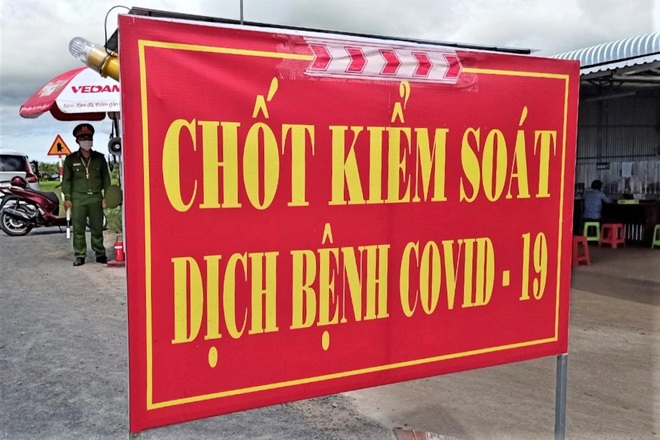 VEDAN
CHỐT KIỂM SOÁT
DỊCH BỆNH COVID - 19